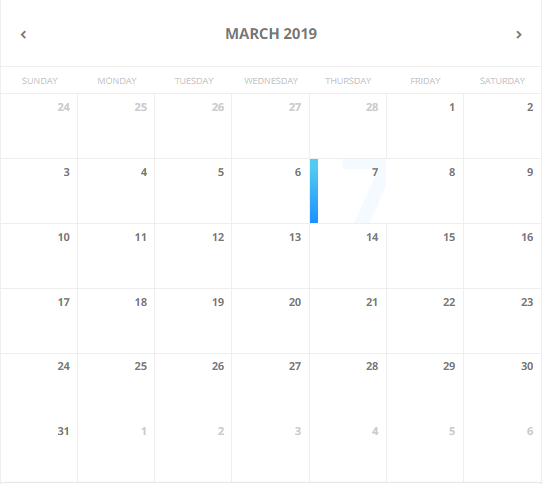 MARCH 2019
SUNDAY MONDAY TUESDAY WEDNESDAY THURSDAY FRIDAY SATURDAY
24 25 26 27 28 1 2
3 4 5 6 7 7 8 9
10 11 12 13 14 15 16
17 18 19 20 21 22 23
24 25 26 27 28 29 30
31 1 2 3 4 5 6